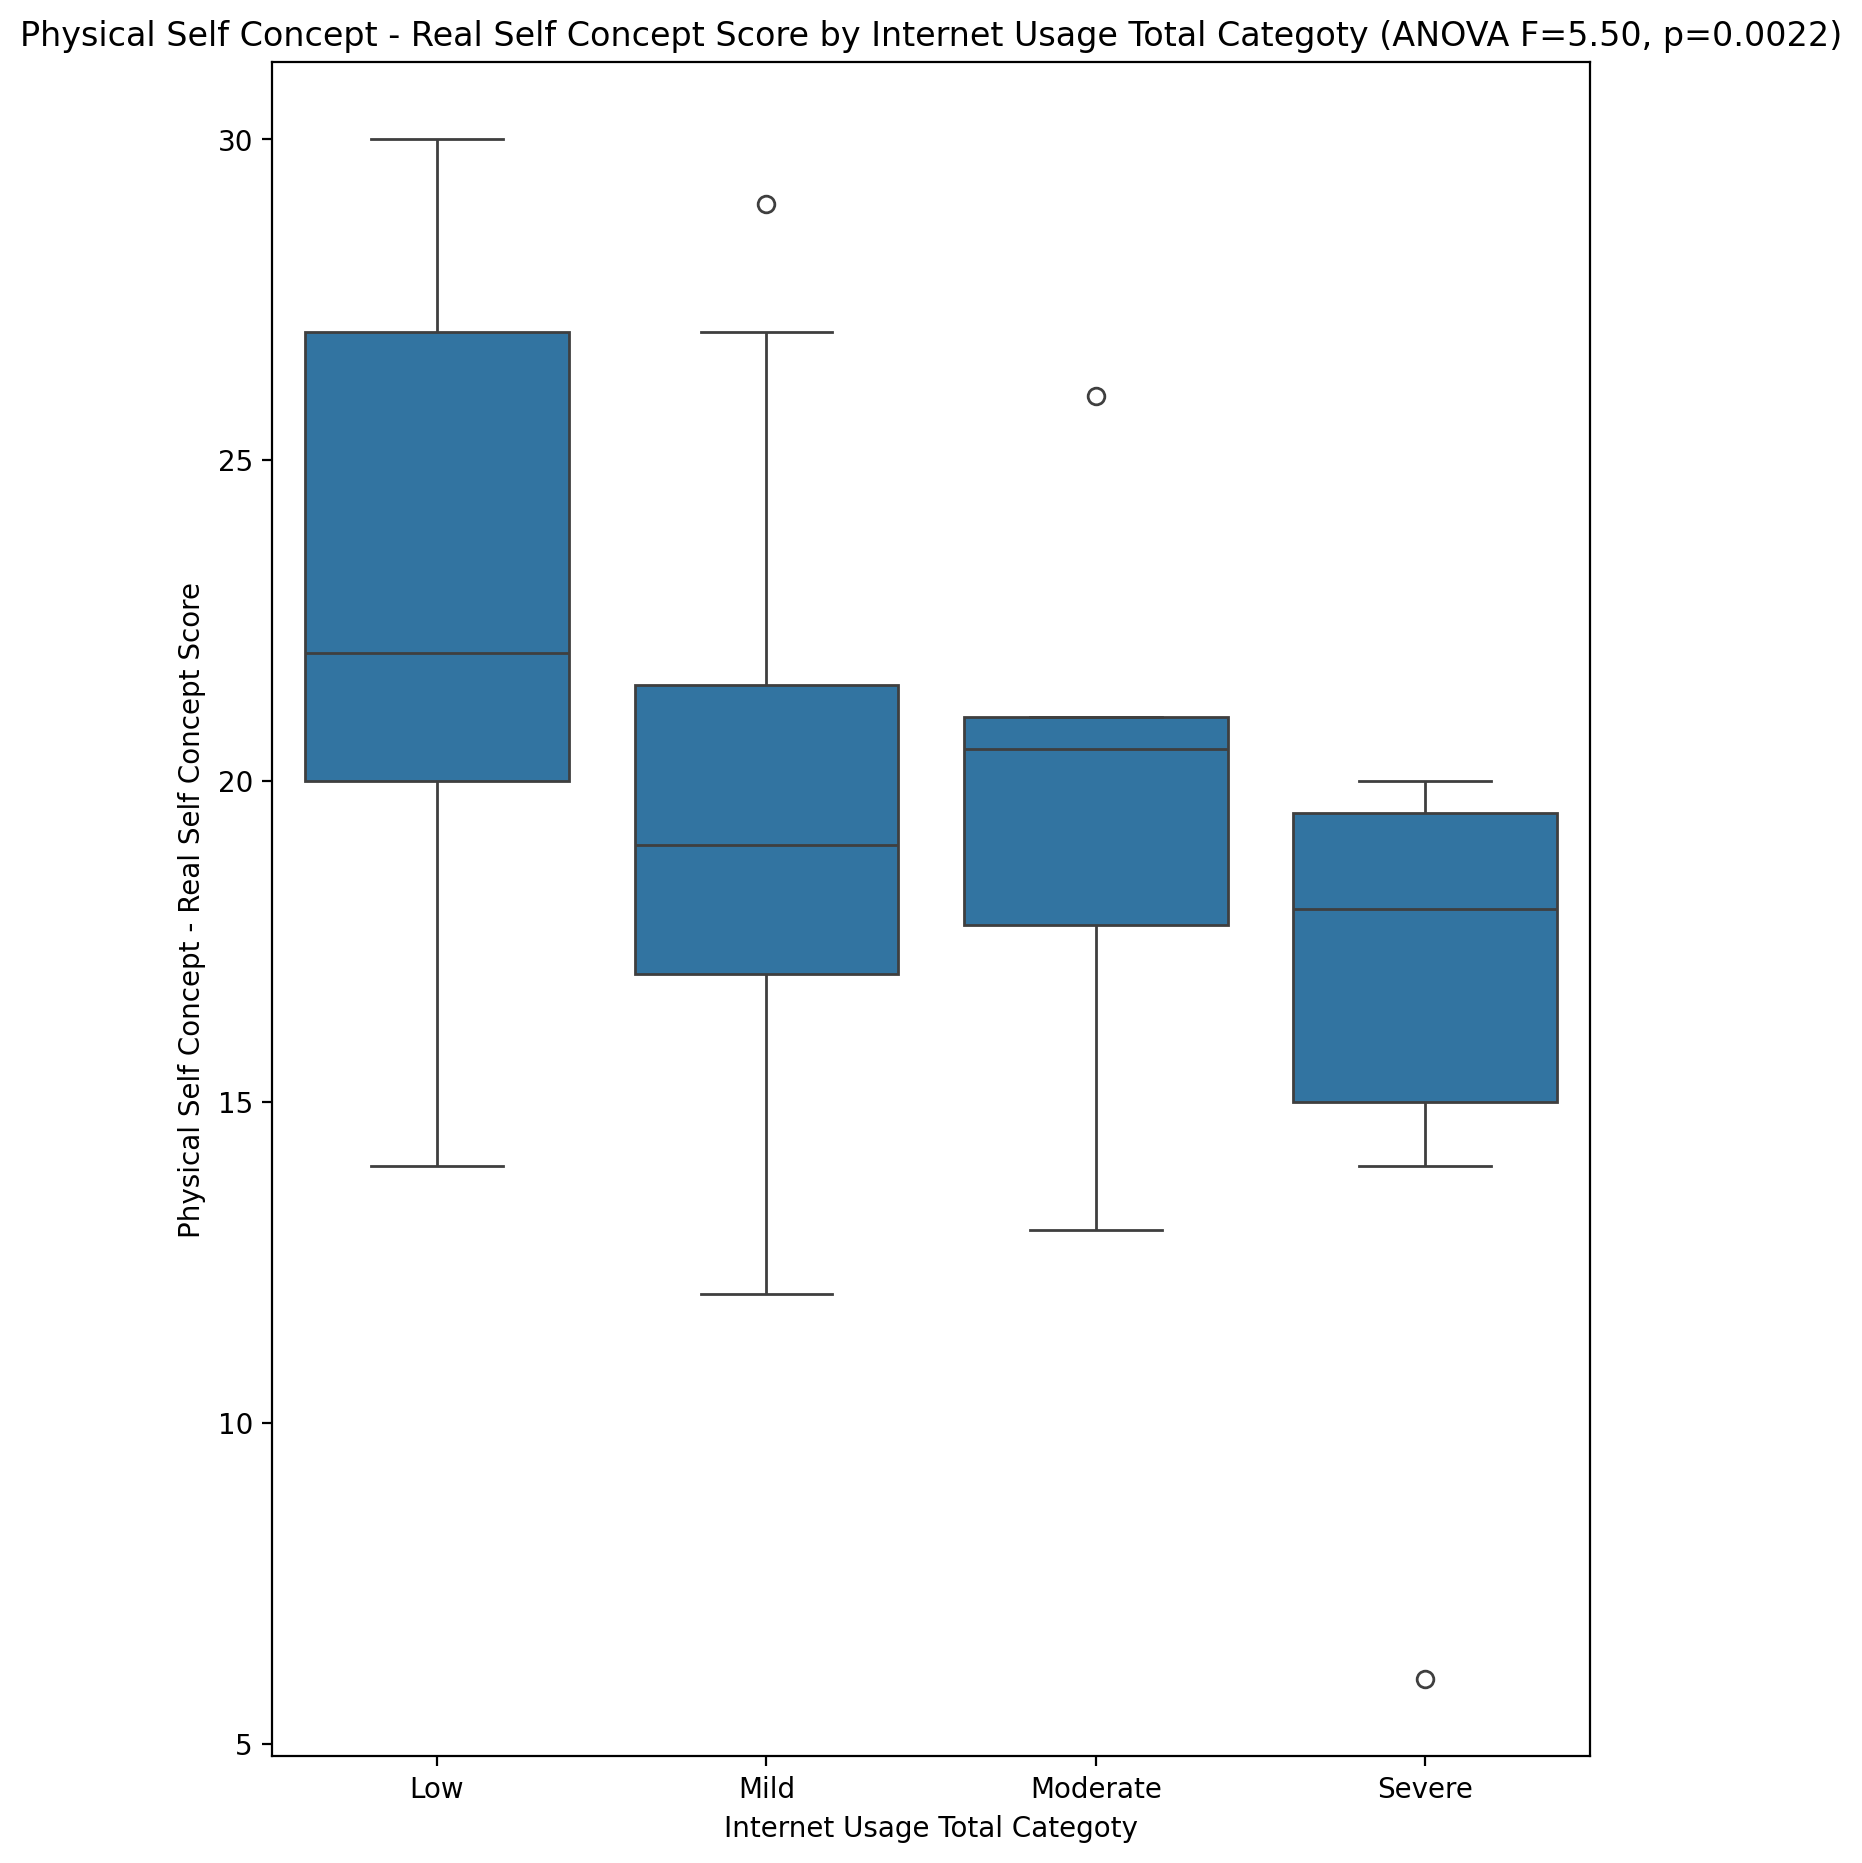 Physical Self Concept - Real Self Concept Score by Internet Usage Total Categoty (ANOVA F=5.50, p=0.0022)
Physical Self Concept - Real Self Concept Score
30
25
20
15
10
5
Low
Mild
Moderate
Severe
Internet Usage Total Categoty